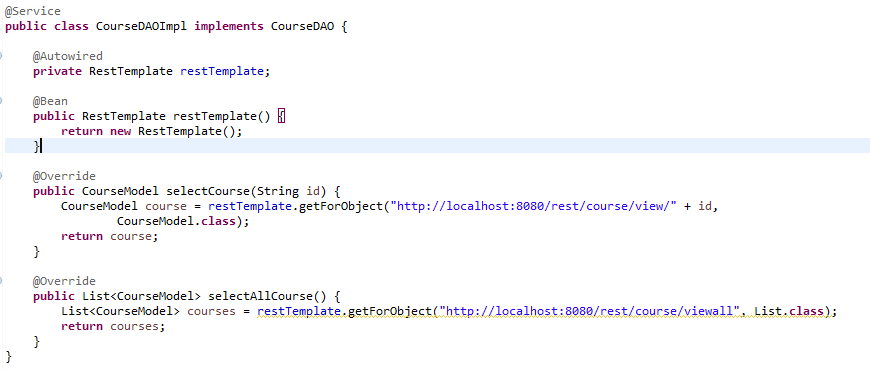 @Service
public class CourseDAOImpl implements CourseDAO {
@Autowired
private RestTemplate restTemplate;
@Bean
public RestTemplate restTemplate() {
return new RestTemplate();
}
@Override
public CourseModel selectCourse(String id) {
CourseModel course = restTemplate.getForObject("http://localhost:8080/rest/course/view/" + id,
CourseModel.class);
return course;
}
@Override
public List<CourseModel> selectAllCourse() {
List<CourseModel> courses = restTemplate.getForObject("http://localhost:8080/rest/course/viewall", List.class);
return courses;
}
}